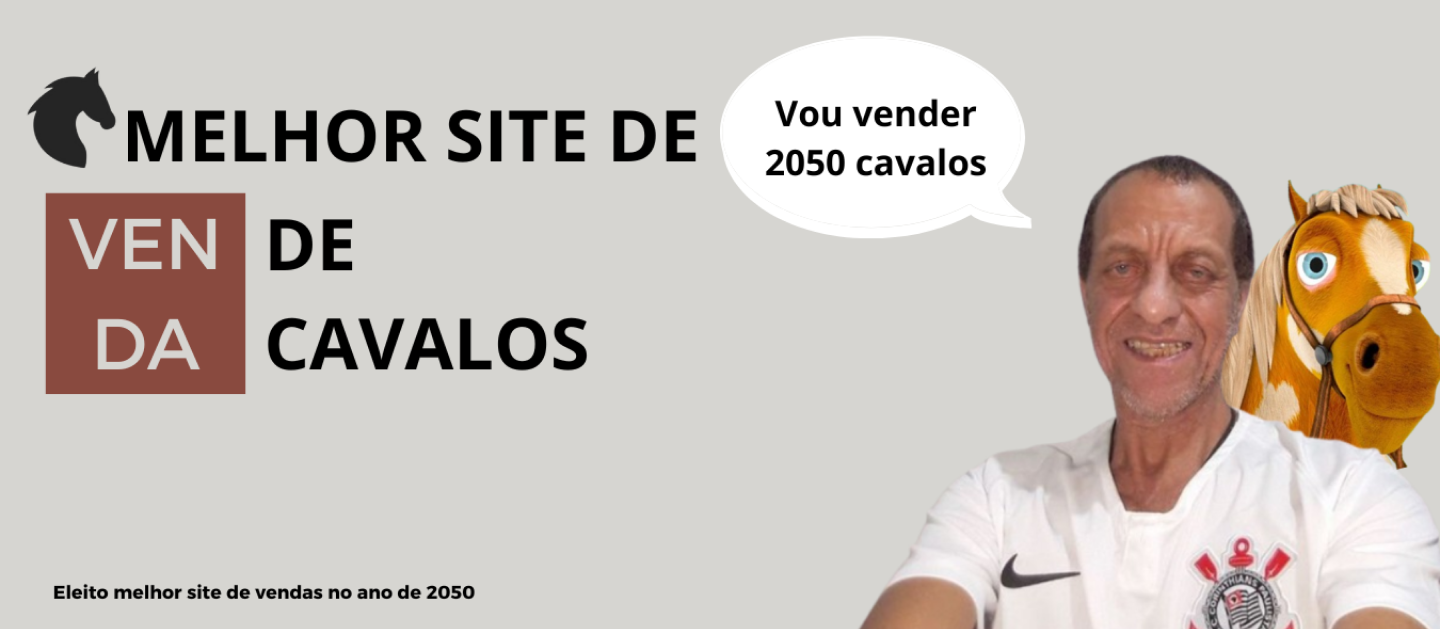 MELHOR SITE DE
VEN
DA
DE
CAVALOS
Vou vender
2050 cavalos
Eleito melhor site de vendas no ano de 2050